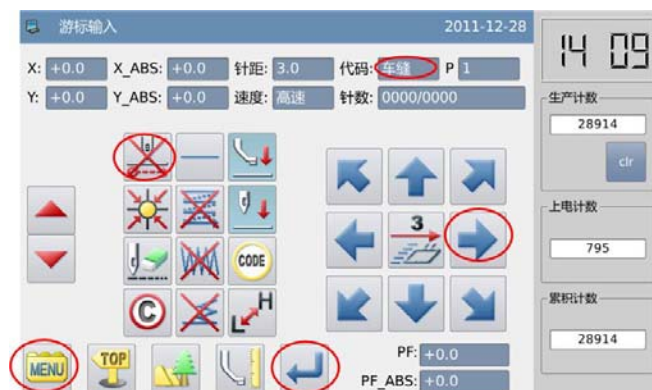 游标输入 2011-12-28
X: +0.0 X_ABS: +0.0 针距: 3.0 代码: 车缝 P 1
Y: +0.0 Y_ABS: +0.0 速度: 高速 针数: 0000/0000
14 09
生产计数
28914
clr
上电计数
795
累积计数
28914
3
CODE
C
H
L
MENU
TOP
PF: +0.0
PF_ABS: +0.0